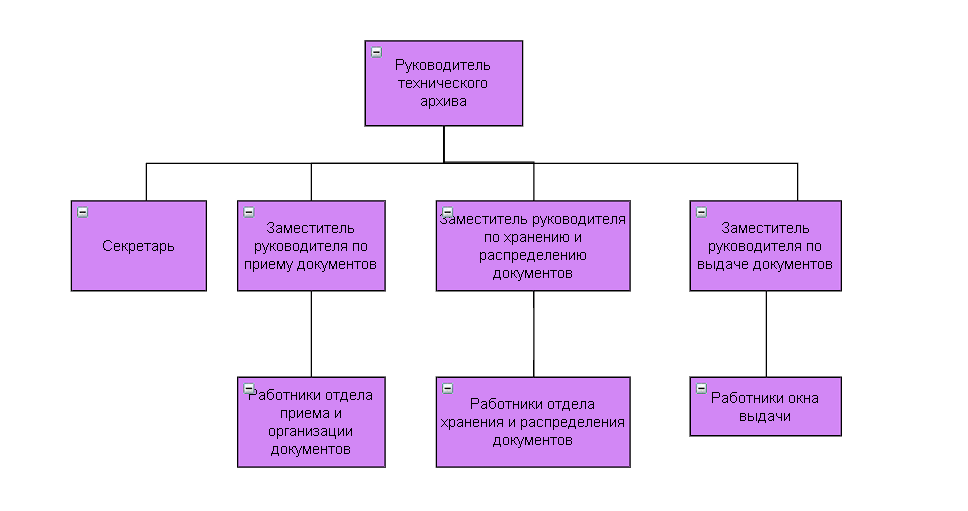 Руководитель
технического
архива
Секретарь
Заместитель
руководителя по
приему документов
Заместитель руководителя
по хранению и
распределению
документов
Заместитель
руководителя по
выдаче документов
Работники отдела
приема и
организации
документов
Работники отдела
хранения и распределения
документов
Работники окна
выдачи